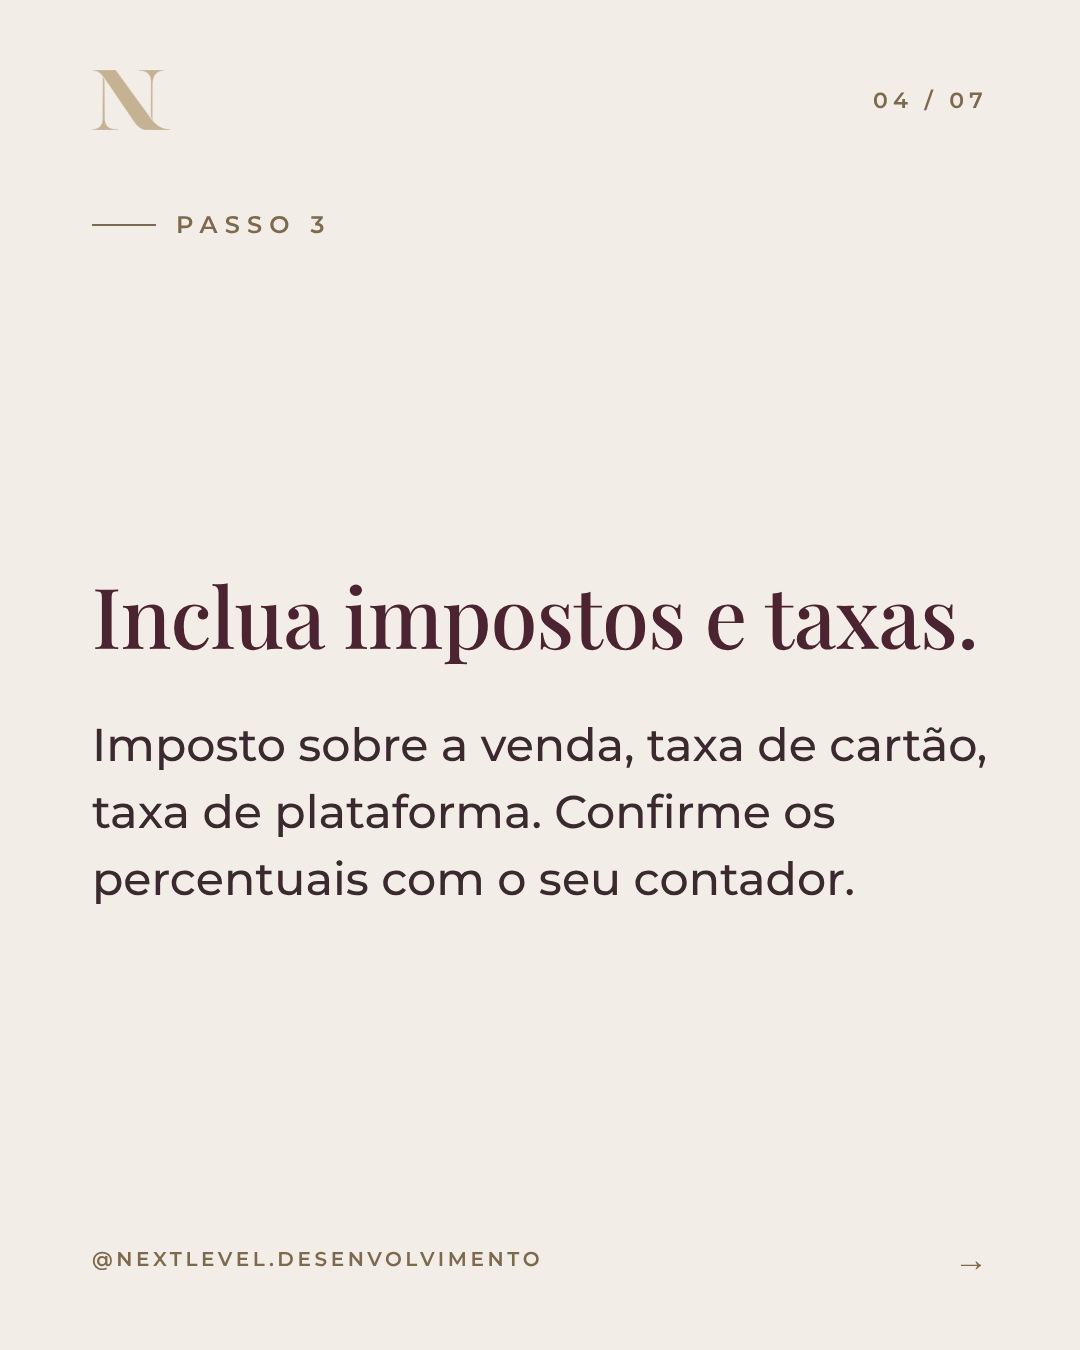 N
04 / 07
PASSO 3
Inclua impostos e taxas.
Imposto sobre a venda, taxa de cartão,
taxa de plataforma. Confirme os
percentuais com o seu contador.
@NEXTLEVEL.DESENVOLVIMENTO
→